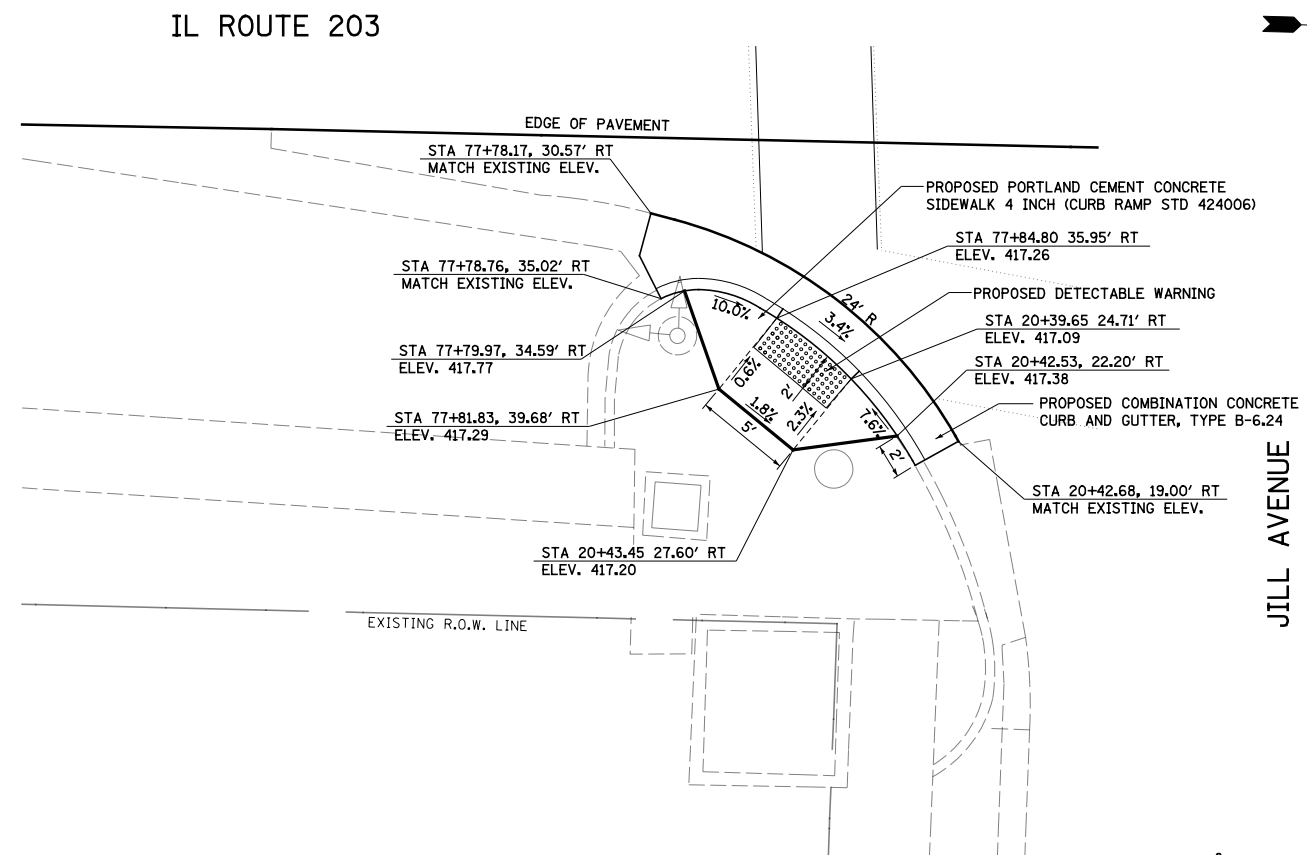 IL ROUTE 203
EDGE OF PAVEMENT
STA 77+78.17, 30.57' RT
MATCH EXISTING ELEV.
PROPOSED PORTLAND CEMENT CONCRETE
SIDEWALK 4 INCH (CURB RAMP STD 424006)
STA 77+84.80 35.95' RT
ELEV. 417.26
STA 77+78.76, 35.02' RT
MATCH EXISTING ELEV.
PROPOSED DETECTABLE WARNING
10.0%
24' R
3.4%
STA 20+39.65 24.71' RT
ELEV. 417.09
STA 77+79.97, 34.59' RT
ELEV. 417.77
STA 20+42.53, 22.20' RT
ELEV. 417.38
0.6%
2'
1.8%
2.3%
7.6%
5'
2'
PROPOSED COMBINATION CONCRETE
CURB AND GUTTER, TYPE B-6.24
STA 77+81.83, 39.68' RT
ELEV. 417.29
STA 20+42.68, 19.00' RT
MATCH EXISTING ELEV.
STA 20+43.45 27.60' RT
ELEV. 417.20
JILL AVENUE
EXISTING R.O.W. LINE